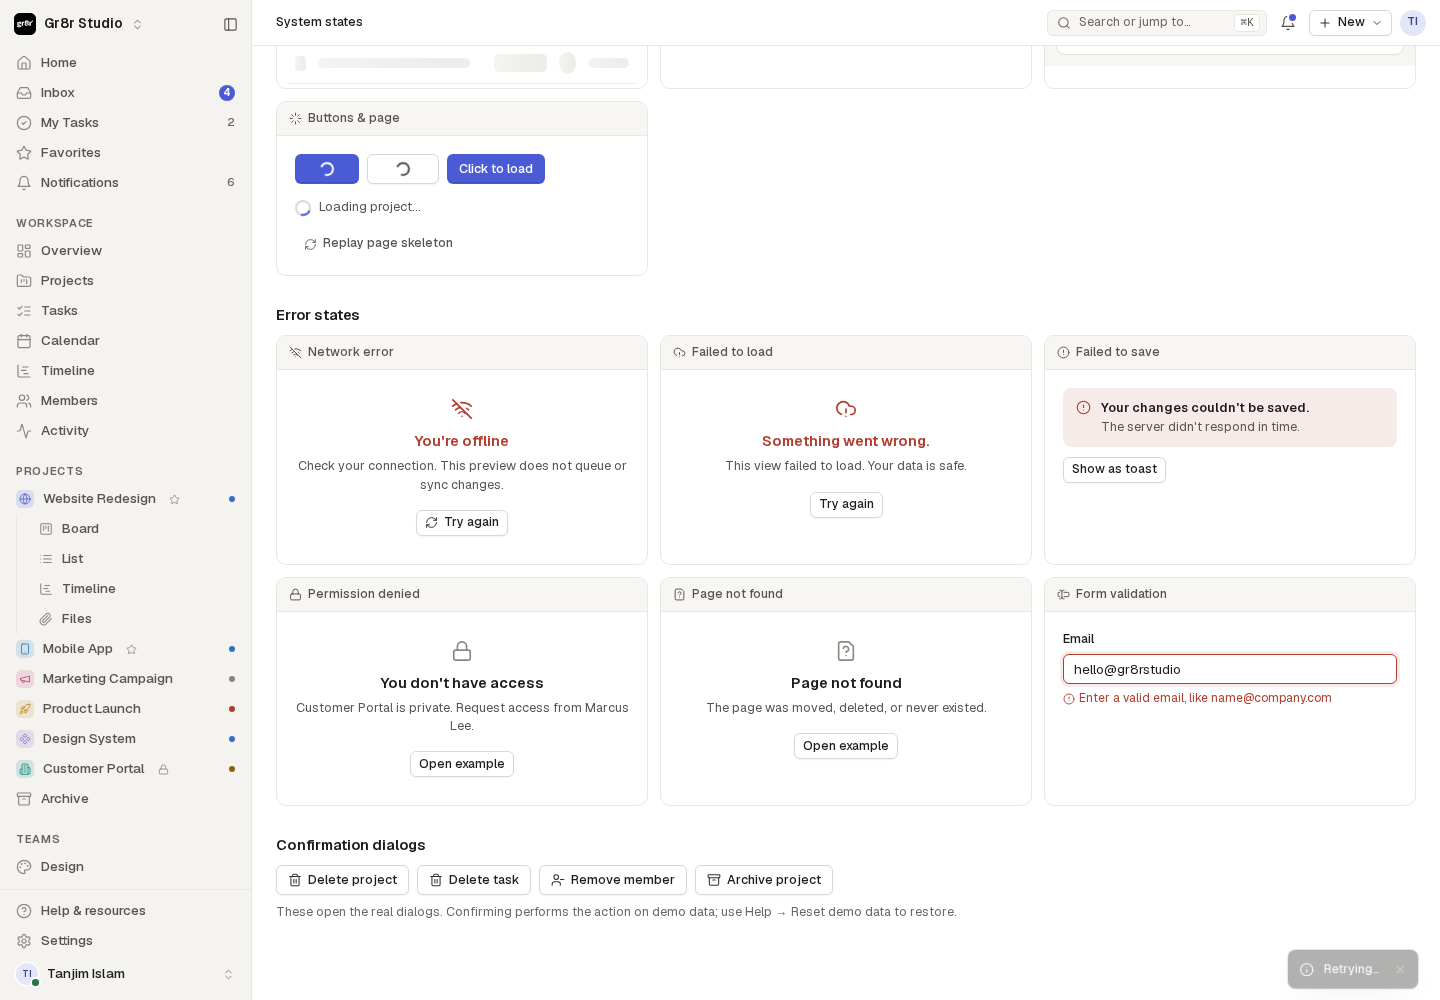 gr8r
Gr8r Studio
Home
Inbox 4
My Tasks 2
Favorites
Notifications 6
WORKSPACE
Overview
Projects
Tasks
Calendar
Timeline
Members
Activity
PROJECTS
Website Redesign
Board
List
Timeline
Files
Mobile App
Marketing Campaign
Product Launch
Design System
Customer Portal
Archive
TEAMS
Design
Help & resources
Settings
TI Tanjim Islam
System states
Search or jump to... ⌘K
New
TI
Buttons & page
Click to load
Loading project...
Replay page skeleton
Error states
Network error
You're offline
Check your connection. This preview does not queue or
sync changes.
Try again
Failed to load
Something went wrong.
This view failed to load. Your data is safe.
Try again
Failed to save
Your changes couldn't be saved.
The server didn't respond in time.
Show as toast
Permission denied
You don't have access
Customer Portal is private. Request access from Marcus
Lee.
Open example
Page not found
Page not found
The page was moved, deleted, or never existed.
Open example
Form validation
Email
hello@gr8rstudio
Enter a valid email, like name@company.com
Confirmation dialogs
Delete project
Delete task
Remove member
Archive project
These open the real dialogs. Confirming performs the action on demo data; use Help → Reset demo data to restore.
Retrying...